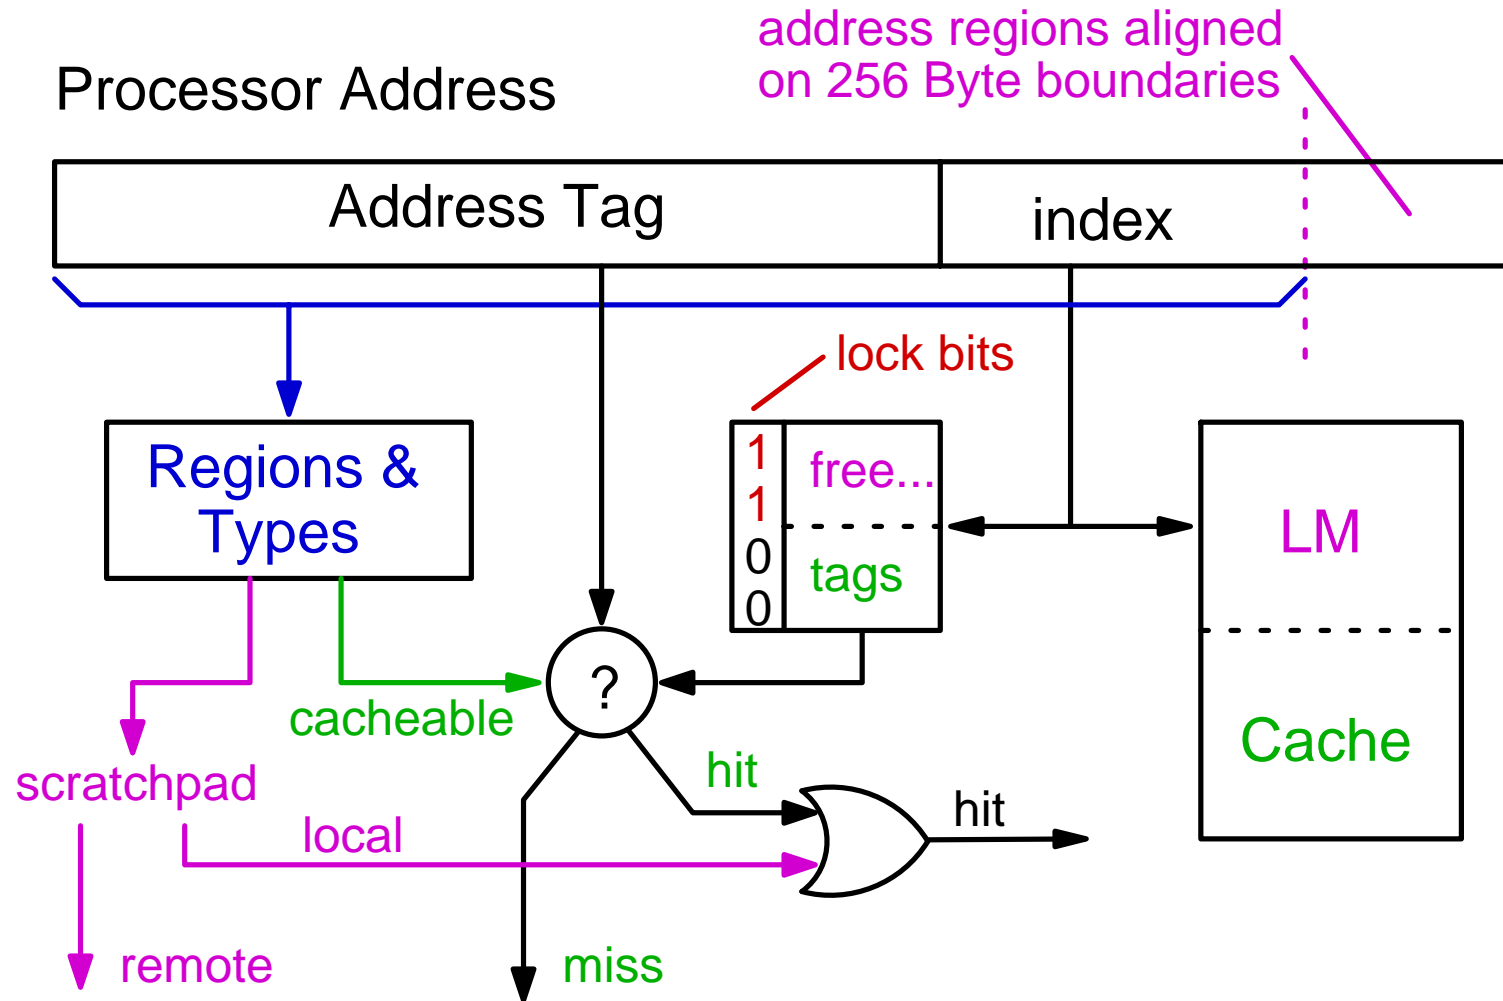 address regions aligned
on 256 Byte boundaries
Processor Address
Address Tag
index
lock bits
1
1
0
0
free...
tags
Regions &
Types
LM
Cache
?
cacheable
scratchpad
local
hit
hit
remote
miss